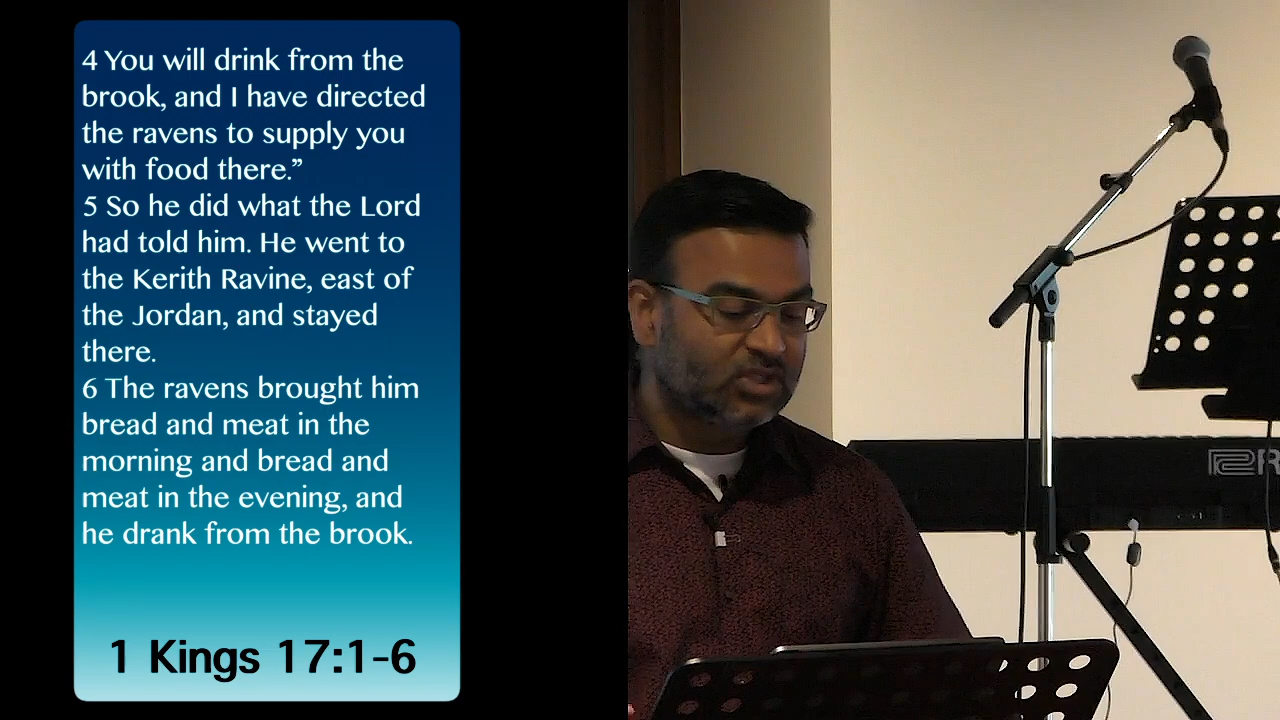 4 You will drink from the
brook, and I have directed
the ravens to supply you
with food there.”
5 So he did what the Lord
had told him. He went to
the Kerith Ravine, east of
the Jordan, and stayed
there.
6 The ravens brought him
bread and meat in the
morning and bread and
meat in the evening, and
he drank from the brook.
1 Kings 17:1-6